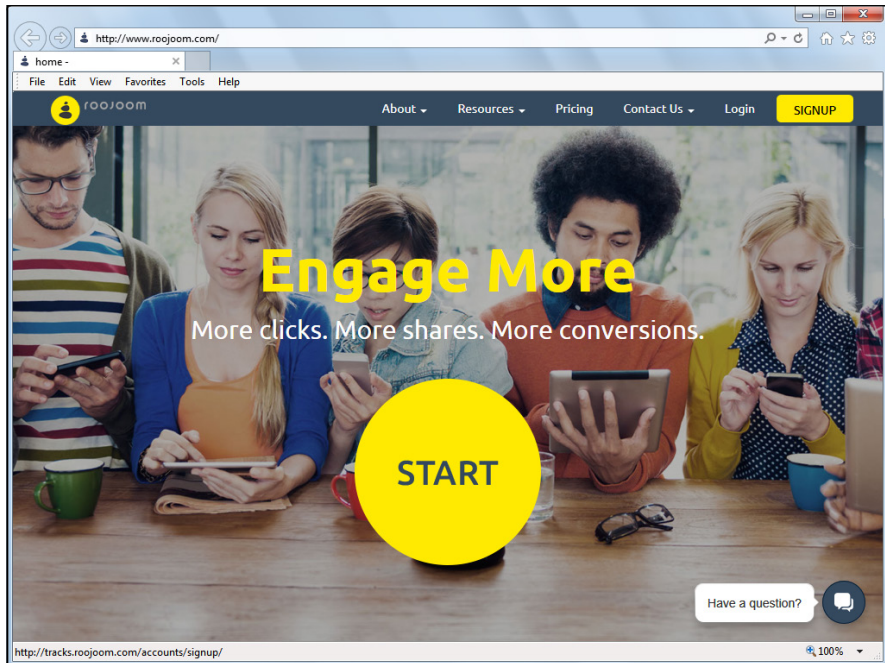 http://www.roojoom.com/
home -
File Edit View Favorites Tools Help
roojoom
About Resources Pricing Contact Us Login SIGNUP
Engage More
More clicks. More shares. More conversions.
START
Have a question?
http://tracks.roojoom.com/accounts/signup/
100%